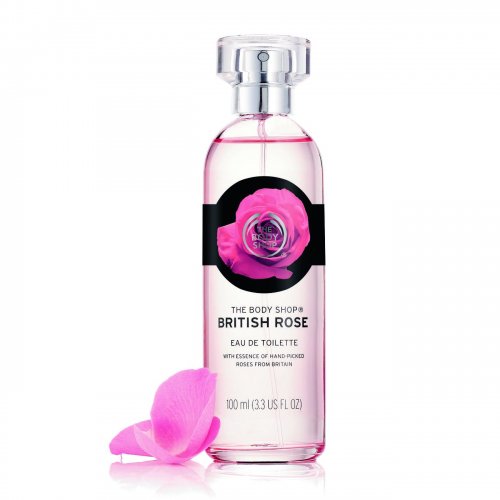 THE
BODY
SHOP
THE BODY SHOP®
BRITISH ROSE
EAU DE TOILETTE
WITH ESSENCE OF HAND-PICKED
ROSES FROM BRITAIN
100 ml (3.3 US FL OZ)